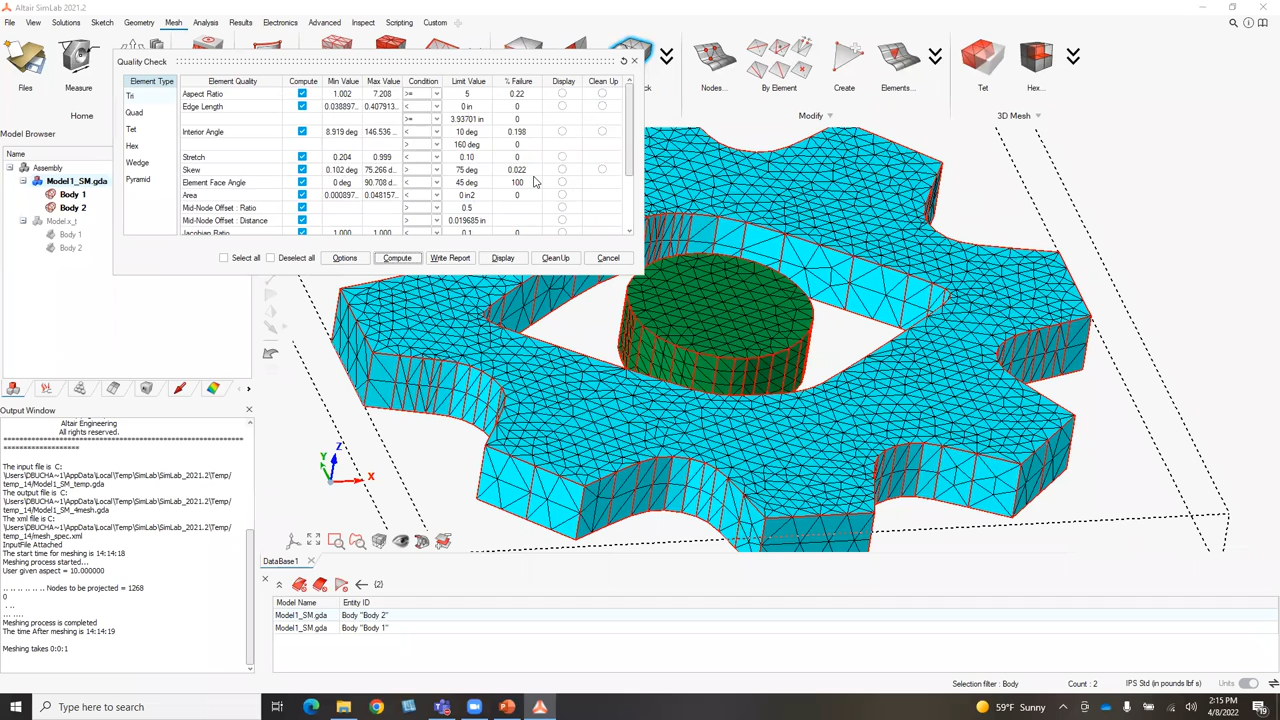 Altair SimLab 2021.2
File View Solutions Sketch Geometry Mesh Analysis Results Electronics Advanced Inspect Scripting Custom
Files Measure Nodes... By Element Create Elements... Tet Hex...
Home Modify 3D Mesh
Quality Check
Element Type Element Quality Compute Min Value Max Value Condition Limit Value % Failure Display Clean Up
Tri Aspect Ratio 1.002 7.208 >= 5 0.22
Edge Length 0.038897... 0.407913... < 0 in 0
Quad >= 3.93701 in 0
Tet Interior Angle 8.919 deg 146.536 ... < 10 deg 0.198
Hex > 160 deg 0
Wedge Stretch 0.204 0.999 < 0.10 0
Skew 0.102 deg 75.266 d... > 75 deg 0.022
Pyramid Element Face Angle 0 deg 90.708 d... > 45 deg 100
Area 0.000897... 0.048157... < 0 in2 0
Mid-Node Offset : Ratio > 0.5
Mid-Node Offset : Distance > 0.019685 in
Jacobian Ratio 1.000 1.000 < 0.1 0
Select all Deselect all Options Compute Write Report Display CleanUp Cancel
Model Browser
Name
Assembly
Model1_SM.gda
Body 1
Body 2
Model.x_t
Body 1
Body 2
Output Window
Altair Engineering
All rights reserved.
The input file is C:
\Users\DBUCHA~1\AppData\Local\Temp\SimLab\SimLab_2021.2\Temp/
temp_14/Model1_SM_temp.gda
The output file is C:
\Users\DBUCHA~1\AppData\Local\Temp\SimLab\SimLab_2021.2\Temp/
temp_14/Model1_SM_4mesh.gda
The xml file is C:
\Users\DBUCHA~1\AppData\Local\Temp\SimLab\SimLab_2021.2\Temp/
temp_14/mesh_spec.xml
InputFile Attached
The start time for meshing is 14:14:18
Meshing process started...
User given aspect = 10.000000
.. .. .. .. .. .. Nodes to be projected = 1268
0
. ..
... ....
Meshing process is completed
The time After meshing is 14:14:19
Meshing takes 0:0:1
Y Z X
DataBase1
(2)
Model Name Entity ID
Model1_SM.gda Body "Body 2"
Model1_SM.gda Body "Body 1"
Selection filter : Body Count : 2 IPS Std (in pounds lbf s) Units
Type here to search
79°F Sunny
2:15 PM
4/8/2022